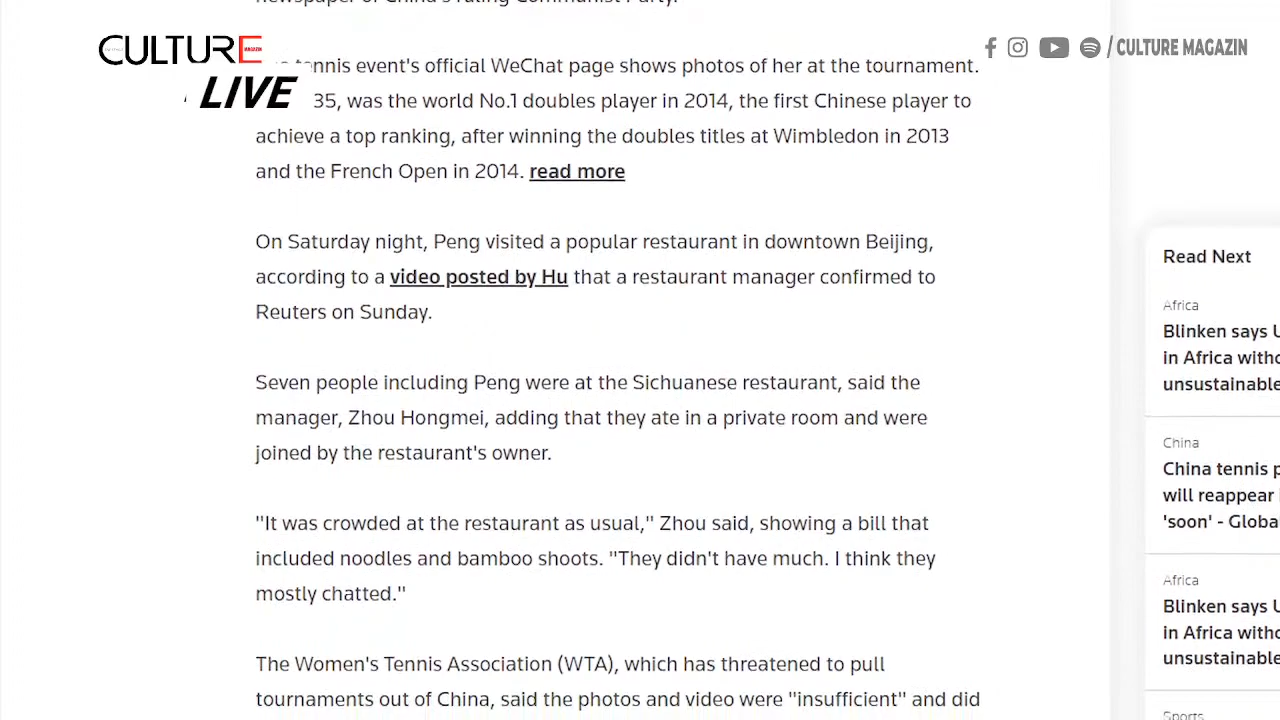 newspaper of China's ruling Communist Party.
CULTURE MAGAZIN
LIVE
/ CULTURE MAGAZIN
tennis event's official WeChat page shows photos of her at the tournament.
35, was the world No.1 doubles player in 2014, the first Chinese player to
achieve a top ranking, after winning the doubles titles at Wimbledon in 2013
and the French Open in 2014. read more
On Saturday night, Peng visited a popular restaurant in downtown Beijing,
according to a video posted by Hu that a restaurant manager confirmed to
Reuters on Sunday.
Seven people including Peng were at the Sichuanese restaurant, said the
manager, Zhou Hongmei, adding that they ate in a private room and were
joined by the restaurant's owner.
"It was crowded at the restaurant as usual," Zhou said, showing a bill that
included noodles and bamboo shoots. "They didn't have much. I think they
mostly chatted."
The Women's Tennis Association (WTA), which has threatened to pull
tournaments out of China, said the photos and video were "insufficient" and did
Read Next
Africa
Blinken says U
in Africa witho
unsustainable
China
China tennis p
will reappear
'soon' - Globa
Africa
Blinken says U
in Africa witho
unsustainable
Sports